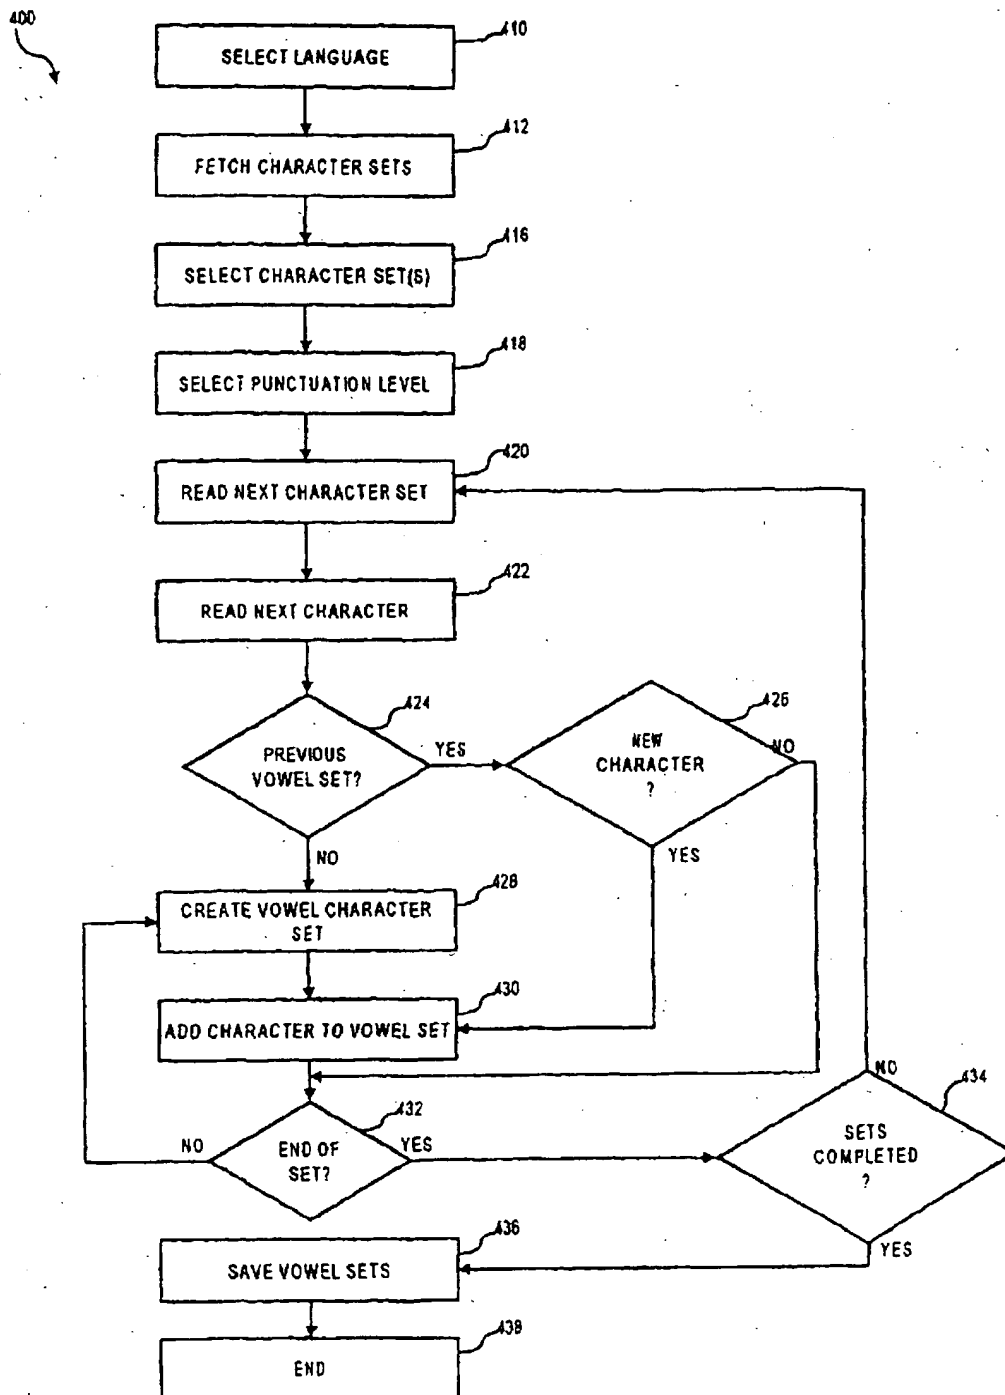 400
410
SELECT LANGUAGE
412
FETCH CHARACTER SETS
416
SELECT CHARACTER SET(S)
418
SELECT PUNCTUATION LEVEL
420
READ NEXT CHARACTER SET
422
READ NEXT CHARACTER
424
PREVIOUS
VOWEL SET?
YES
NO
426
NEW
CHARACTER
?
NO
YES
428
CREATE VOWEL CHARACTER
SET
430
ADD CHARACTER TO VOWEL SET
432
END OF
SET?
NO
YES
434
SETS
COMPLETED
?
NO
YES
436
SAVE VOWEL SETS
438
END